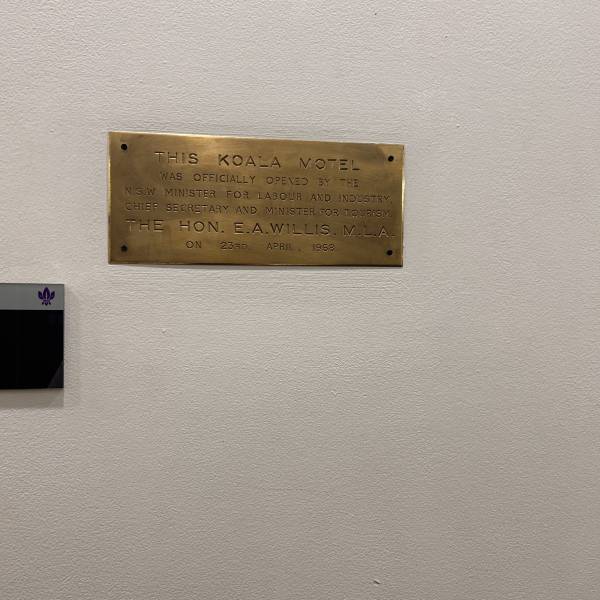 THIS KOALA MOTEL
WAS OFFICIALLY OPENED BY THE
N.S.W. MINISTER FOR LABOUR AND INDUSTRY,
CHIEF SECRETARY AND MINISTER FOR TOURISM,
THE HON. E.A.WILLIS, M.L.A.
ON 23RD APRIL, 1968